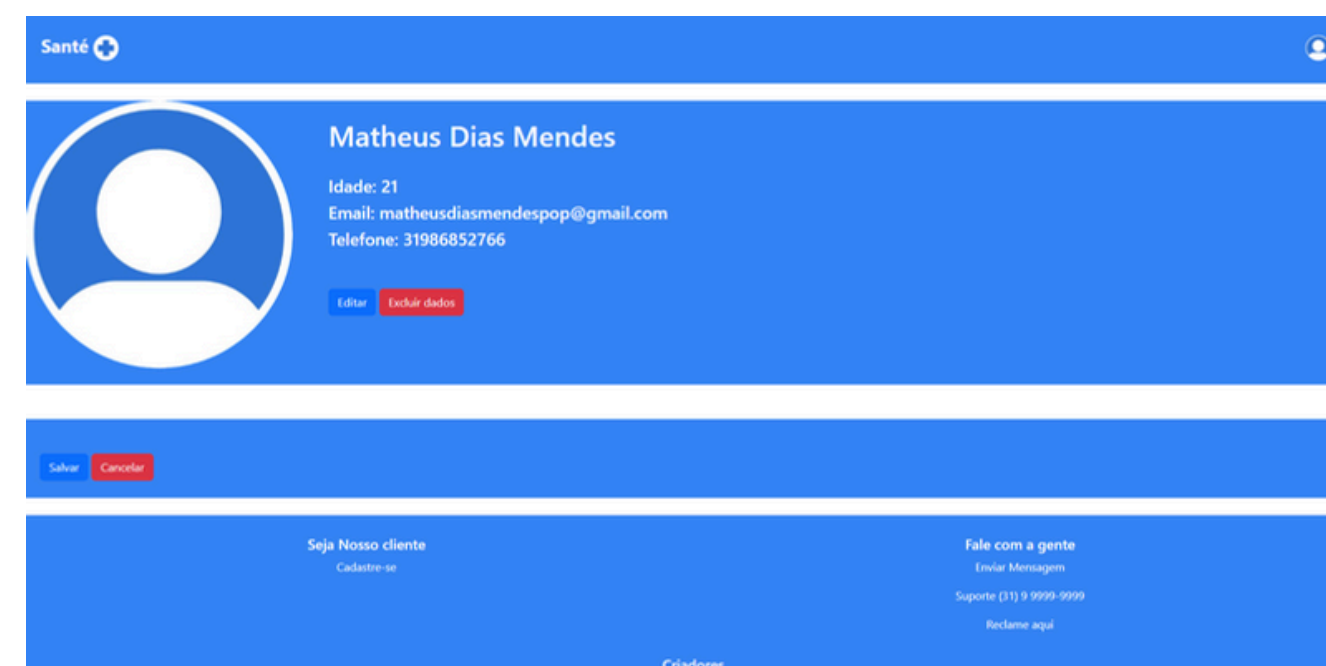 Santé
Matheus Dias Mendes
Idade: 21
Email: matheusdiasmendespop@gmail.com
Telefone: 31986852766
Editar Excluir dados
Salvar Cancelar
Seja Nosso cliente
Cadastre-se
Fale com a gente
Enviar Mensagem
Suporte (31) 9 9999-9999
Reclame aqui
Criadores